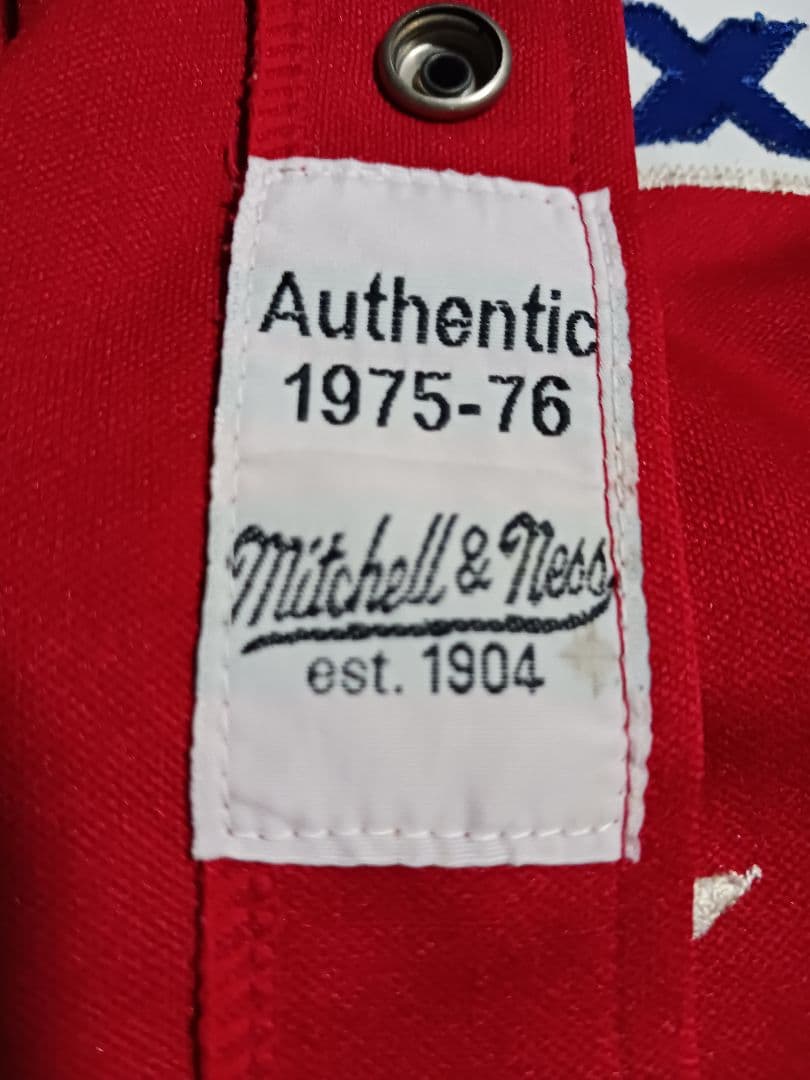 X
Authentic
1975-76
Mitchell & Ness
est. 1904